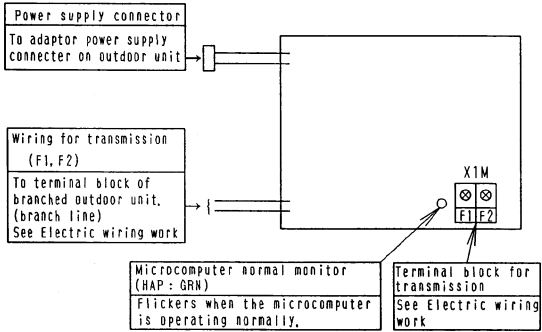 Power supply connector
To adaptor power supply
connecter on outdoor unit
Wiring for transmission
(F1, F2)
To terminal block of
branched outdoor unit.
(branch line)
See Electric wiring work
X1M
F1 F2
Microcomputer normal monitor
(HAP : GRN)
Flickers when the microcomputer
is operating normally.
Terminal block for
transmission
See Electric wiring
work